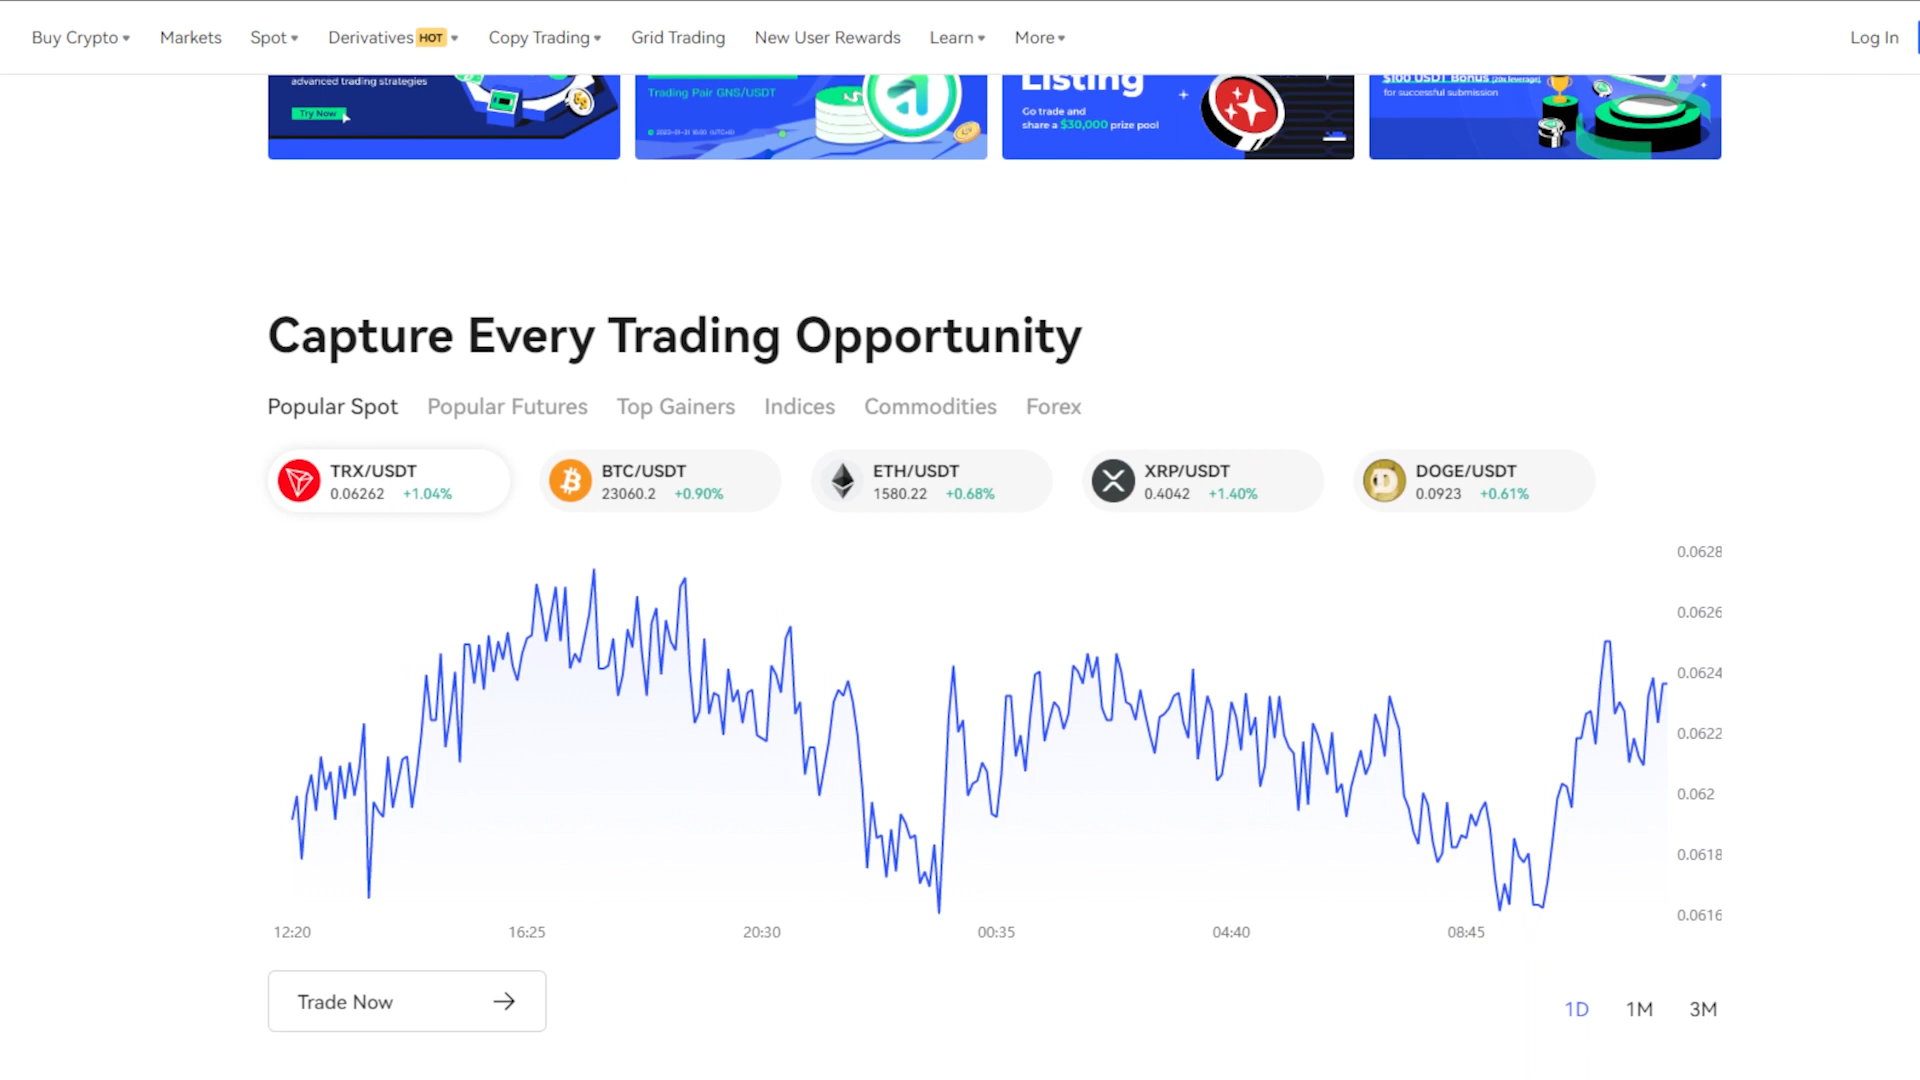 Buy Crypto Markets Spot Derivatives HOT Copy Trading Grid Trading New User Rewards Learn More Log In
advanced trading strategies
Try Now
Trading Pair GNS/USDT
Listing
Go trade and
share a $30,000 prize pool
$100 USDT Bonus (20x leverage)
for successful submission
Capture Every Trading Opportunity
Popular Spot Popular Futures Top Gainers Indices Commodities Forex
TRX/USDT
0.06262 +1.04%
BTC/USDT
23060.2 +0.90%
ETH/USDT
1580.22 +0.68%
XRP/USDT
0.4042 +1.40%
DOGE/USDT
0.0923 +0.61%
0.0628
0.0626
0.0624
0.0622
0.062
0.0618
0.0616
12:20 16:25 20:30 00:35 04:40 08:45
Trade Now
1D 1M 3M